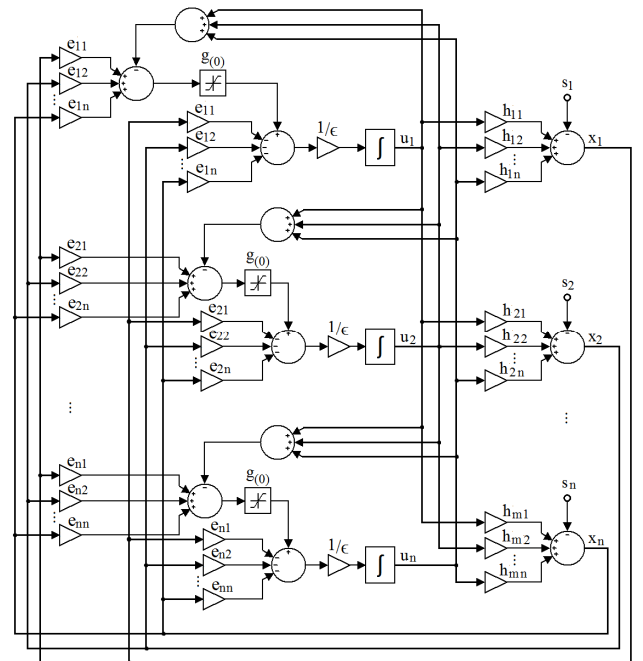 e11
g(0)
e12
⋮
e1n
s1
e11
h11
e12
1/ϵ
∫
u1
h12
x1
⋮
⋮
e1n
h1n
e21
g(0)
e22
⋮
e2n
s2
e21
h21
e22
1/ϵ
∫
u2
h22
x2
⋮
⋮
e2n
h2n
⋮
⋮
en1
g(0)
en2
⋮
enn
sn
en1
hm1
en2
1/ϵ
∫
un
hm2
xn
⋮
⋮
enn
hmn